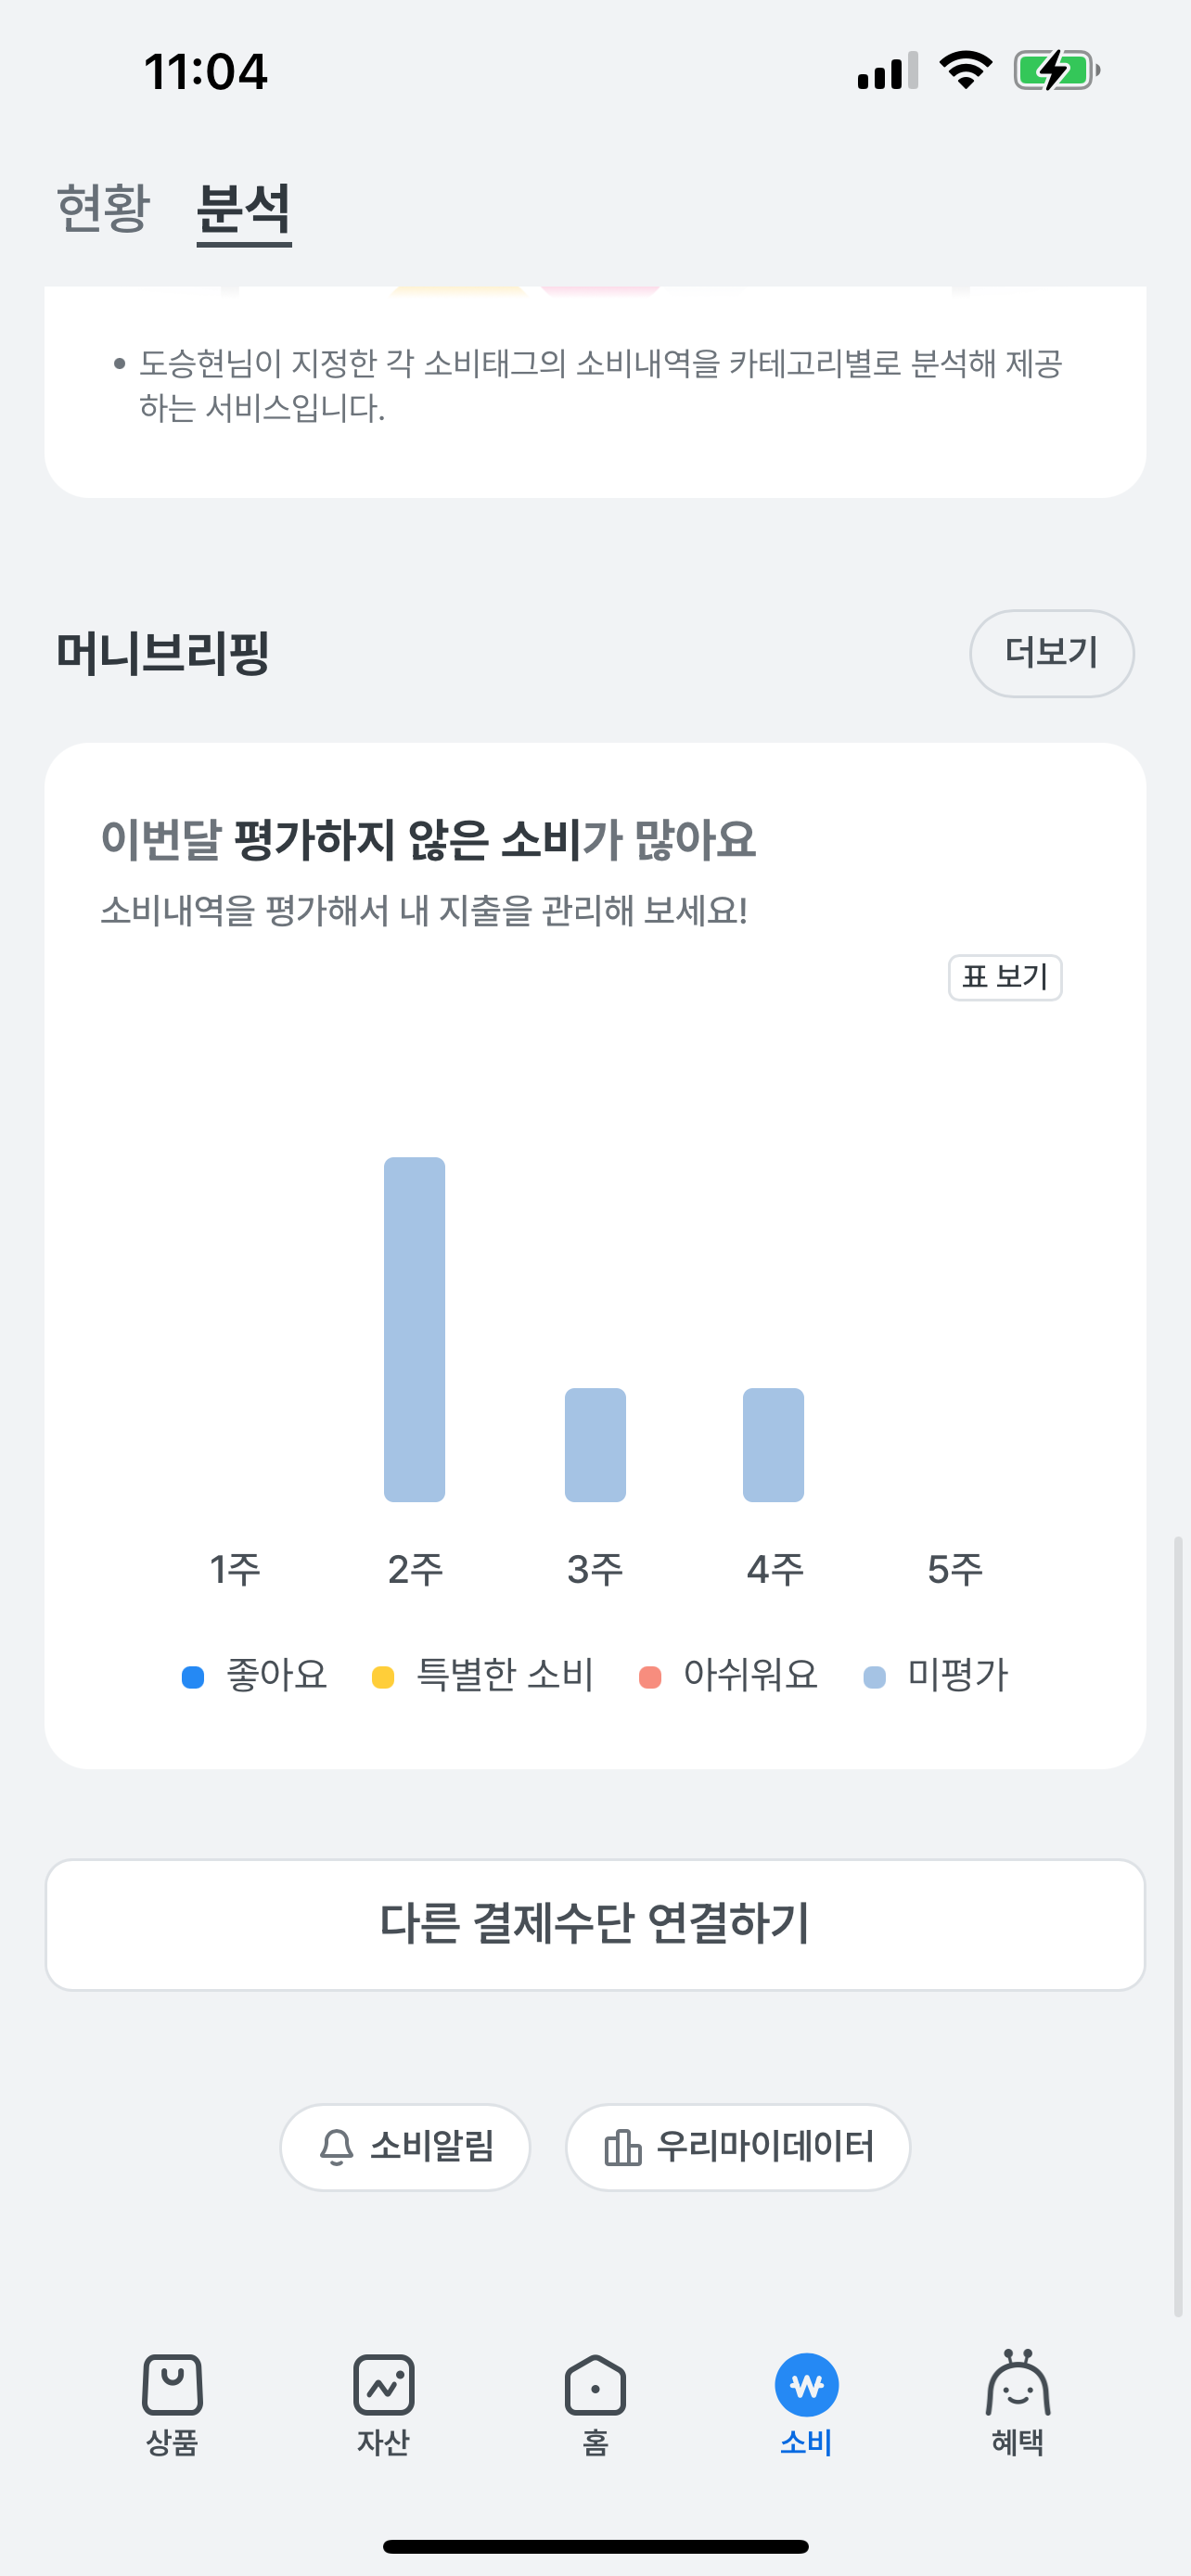 11:04
현황 분석
도승현님이 지정한 각 소비태그의 소비내역을 카테고리별로 분석해 제공
하는 서비스입니다.
머니브리핑
더보기
이번달 평가하지 않은 소비가 많아요
소비내역을 평가해서 내 지출을 관리해 보세요!
표 보기
1주 2주 3주 4주 5주
좋아요 특별한 소비 아쉬워요 미평가
다른 결제수단 연결하기
소비알림 우리마이데이터
상품 자산 홈 소비 혜택